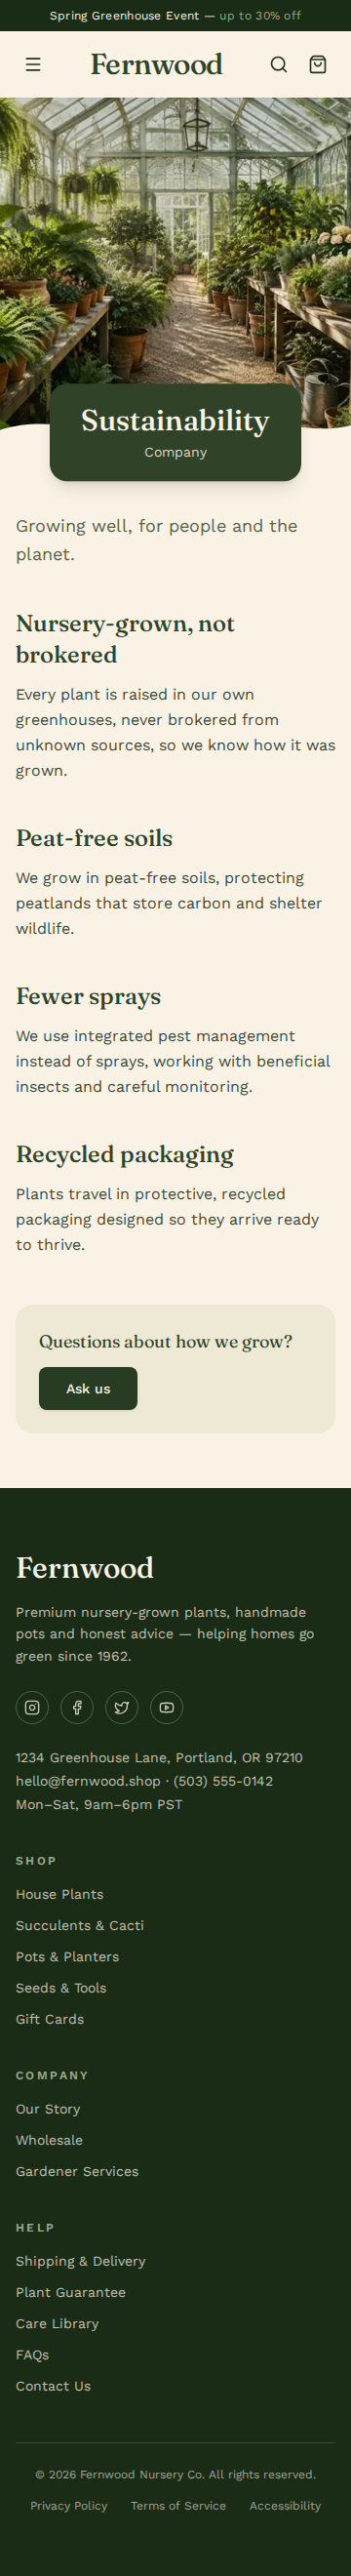 Spring Greenhouse Event — up to 30% off
Fernwood
Sustainability
Company
Growing well, for people and the
planet.
Nursery-grown, not
brokered
Every plant is raised in our own
greenhouses, never brokered from
unknown sources, so we know how it was
grown.
Peat-free soils
We grow in peat-free soils, protecting
peatlands that store carbon and shelter
wildlife.
Fewer sprays
We use integrated pest management
instead of sprays, working with beneficial
insects and careful monitoring.
Recycled packaging
Plants travel in protective, recycled
packaging designed so they arrive ready
to thrive.
Questions about how we grow?
Ask us
Fernwood
Premium nursery-grown plants, handmade
pots and honest advice — helping homes go
green since 1962.
1234 Greenhouse Lane, Portland, OR 97210
hello@fernwood.shop · (503) 555-0142
Mon–Sat, 9am–6pm PST
SHOP
House Plants
Succulents & Cacti
Pots & Planters
Seeds & Tools
Gift Cards
COMPANY
Our Story
Wholesale
Gardener Services
HELP
Shipping & Delivery
Plant Guarantee
Care Library
FAQs
Contact Us
© 2026 Fernwood Nursery Co. All rights reserved.
Privacy Policy Terms of Service Accessibility